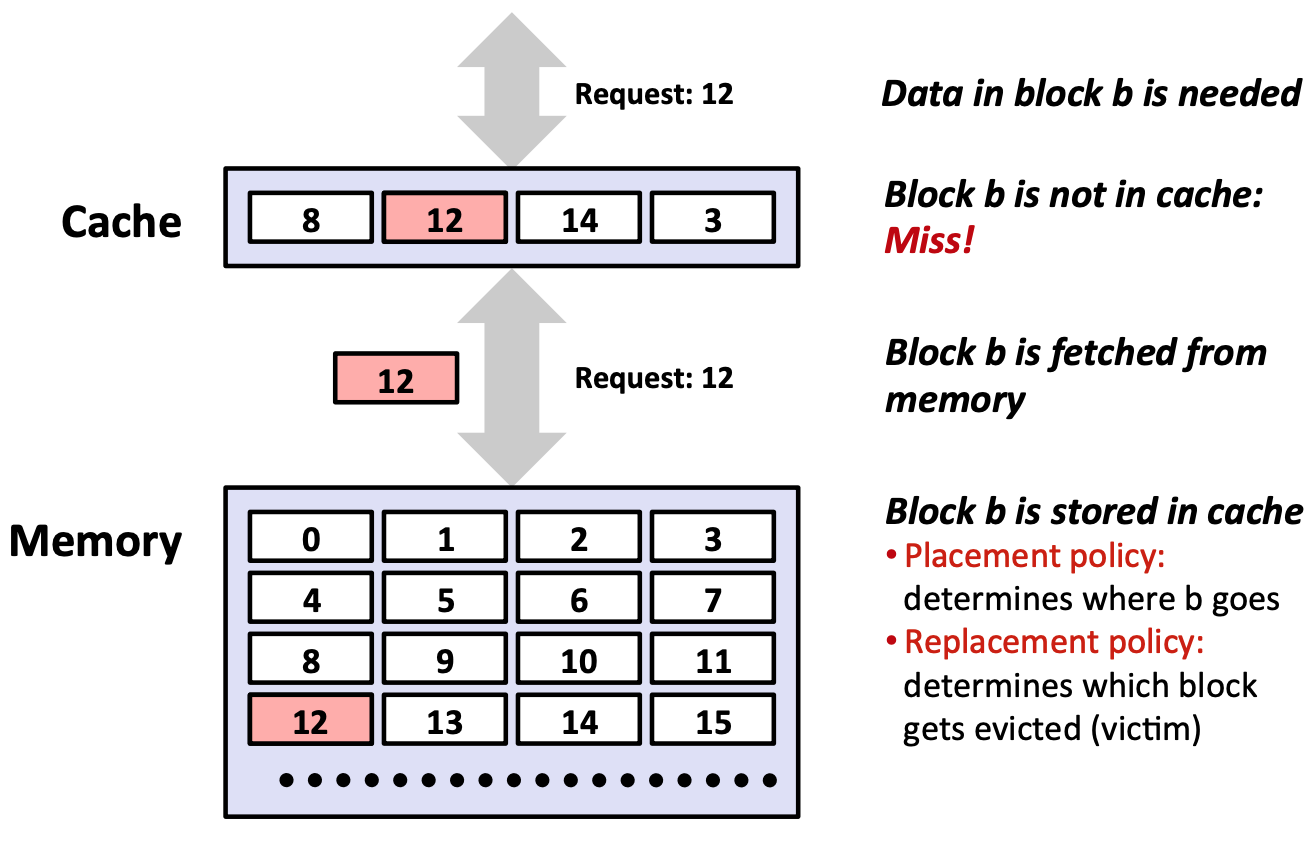 Request: 12
Data in block b is needed
Cache
8 12 14 3
Block b is not in cache:
Miss!
12
Request: 12
Block b is fetched from
memory
Memory
0 1 2 3
4 5 6 7
8 9 10 11
12 13 14 15
Block b is stored in cache
• Placement policy:
determines where b goes
• Replacement policy:
determines which block
gets evicted (victim)